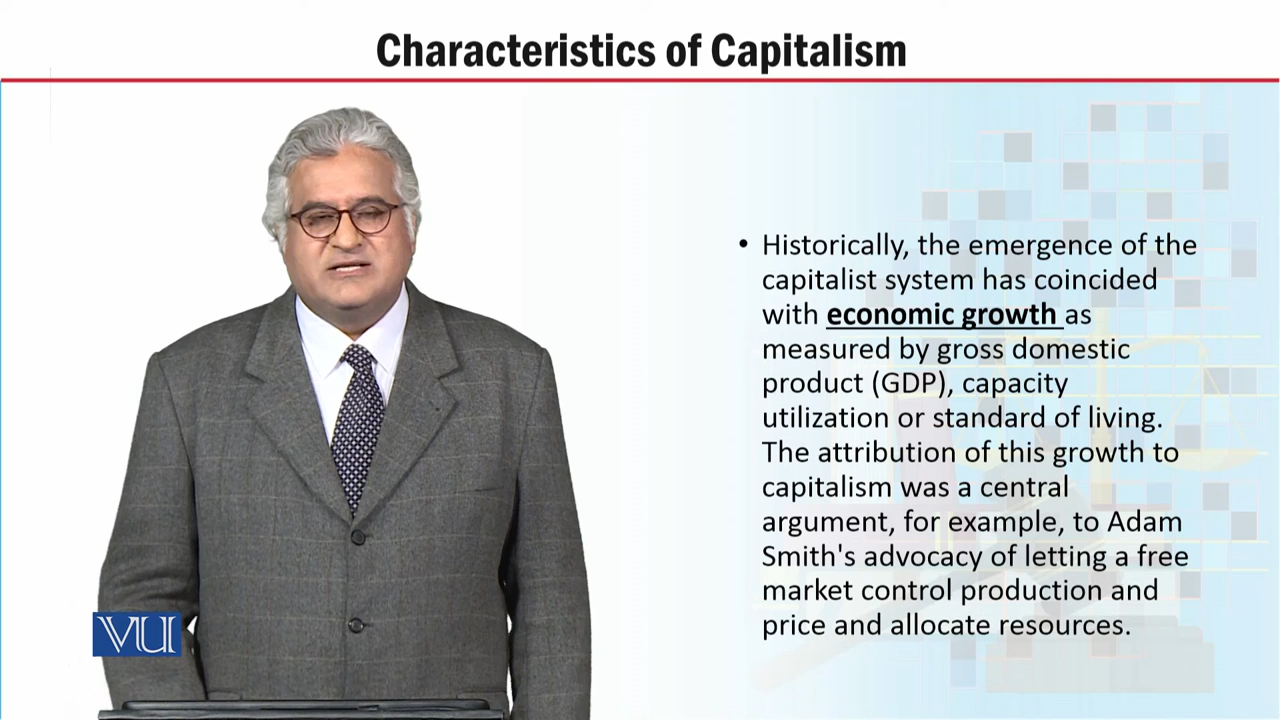 Characteristics of Capitalism
• Historically, the emergence of the
capitalist system has coincided
with economic growth as
measured by gross domestic
product (GDP), capacity
utilization or standard of living.
The attribution of this growth to
capitalism was a central
argument, for example, to Adam
Smith's advocacy of letting a free
market control production and
price and allocate resources.
VU